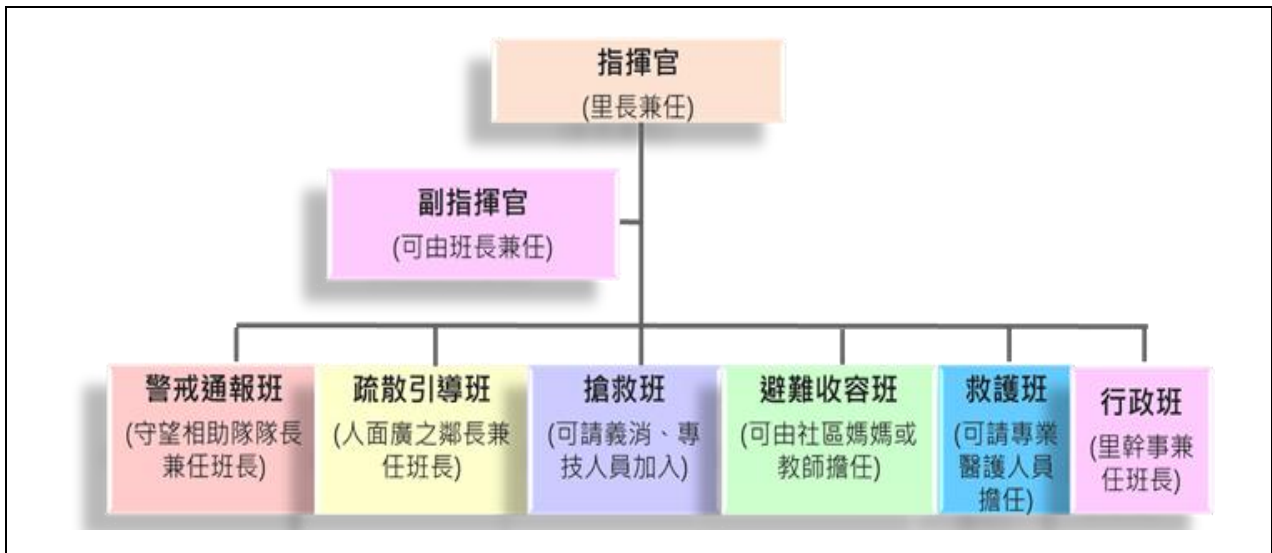 指揮官
(里長兼任)
副指揮官
(可由班長兼任)
警戒通報班
(守望相助隊隊長
兼任班長)
疏散引導班
(人面廣之鄰長兼
任班長)
搶救班
(可請義消、專
技人員加入)
避難收容班
(可由社區媽媽或
教師擔任)
救護班
(可請專業
醫護人員
擔任)
行政班
(里幹事兼
任班長)